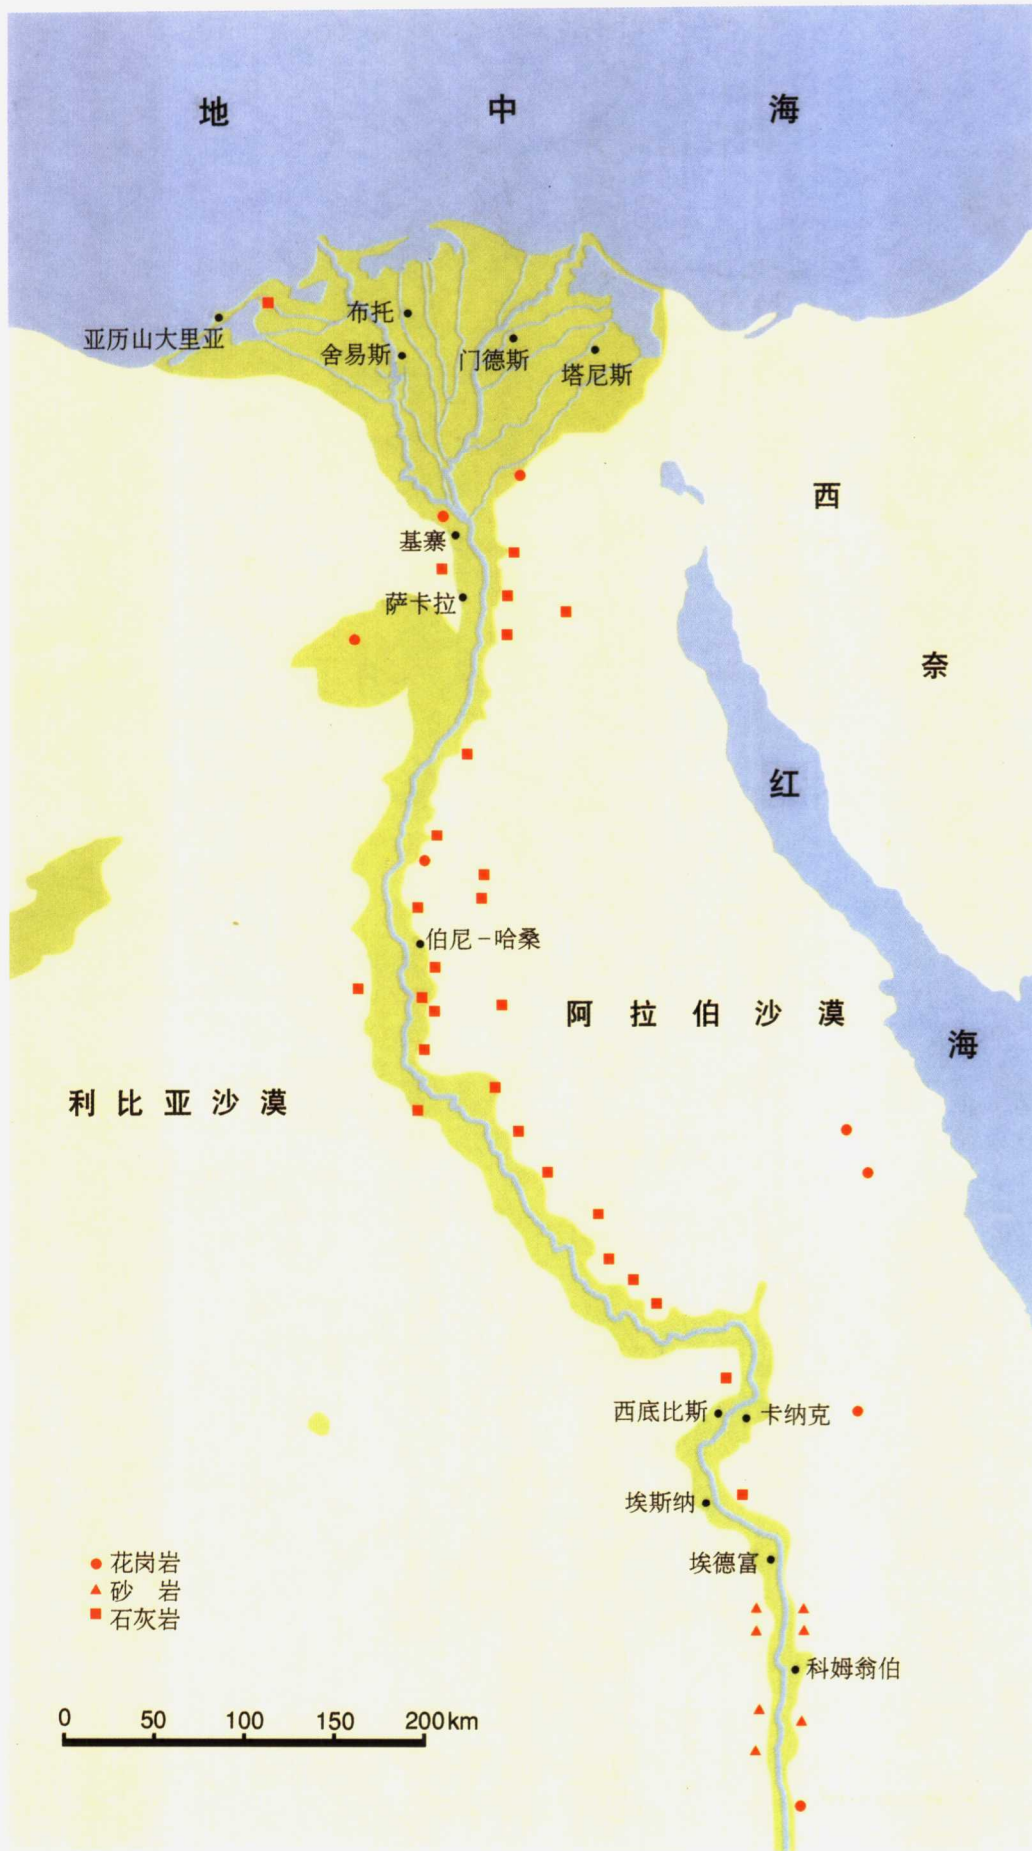 地中海
亚历山大里亚
布托
舍易斯
门德斯
塔尼斯
西奈
基寨
萨卡拉
红海
伯尼-哈桑
阿拉伯沙漠
利比亚沙漠
西底比斯
卡纳克
埃斯纳
埃德富
花岗岩
砂 岩
石灰岩
科姆翁伯
0 50 100 150 200km